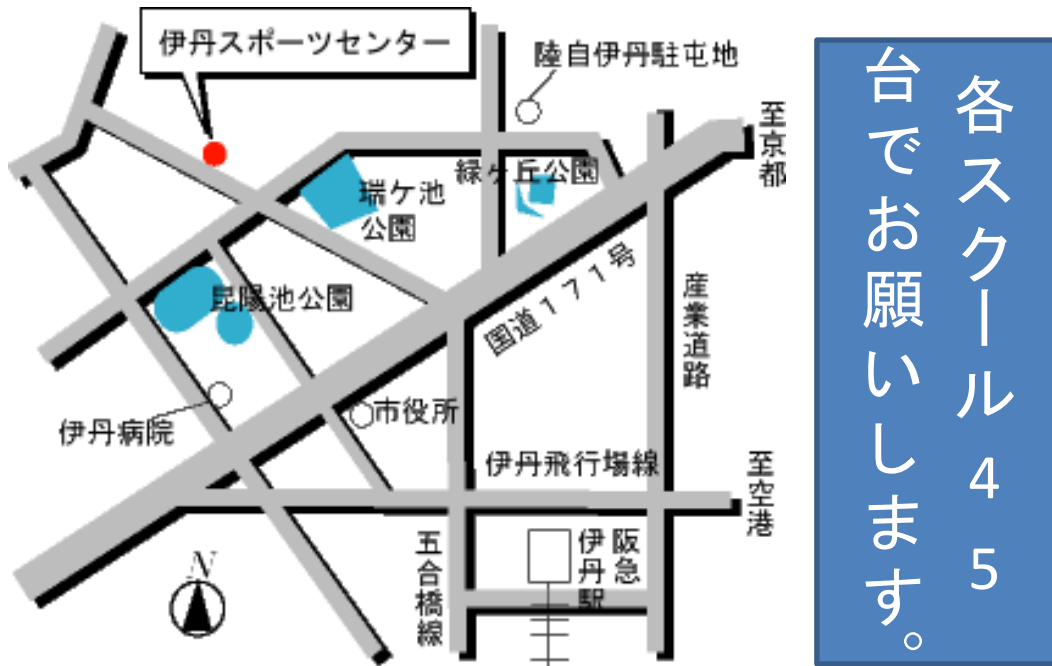 伊丹スポーツセンター
陸自伊丹駐屯地
至京都
緑ヶ丘公園
瑞ケ池
公園
昆陽池公園
国道171号
産業道路
伊丹病院
市役所
伊丹飛行場線
至空港
五合橋線
阪急
伊丹駅
N
各スクール45
台でお願いします。